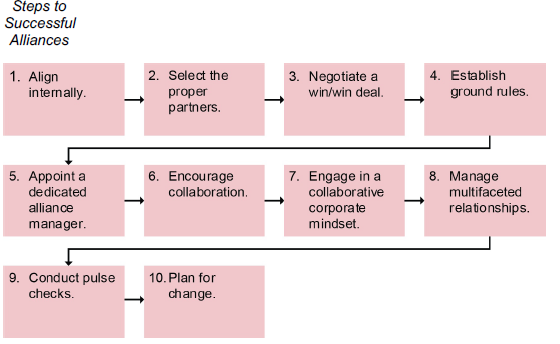 Steps to
Successful
Alliances
1. Align
internally.
2. Select the
proper
partners.
3. Negotiate a
win/win deal.
4. Establish
ground rules.
5. Appoint a
dedicated
alliance
manager.
6. Encourage
collaboration.
7. Engage in a
collaborative
corporate
mindset.
8. Manage
multifaceted
relationships.
9. Conduct pulse
checks.
10. Plan for
change.